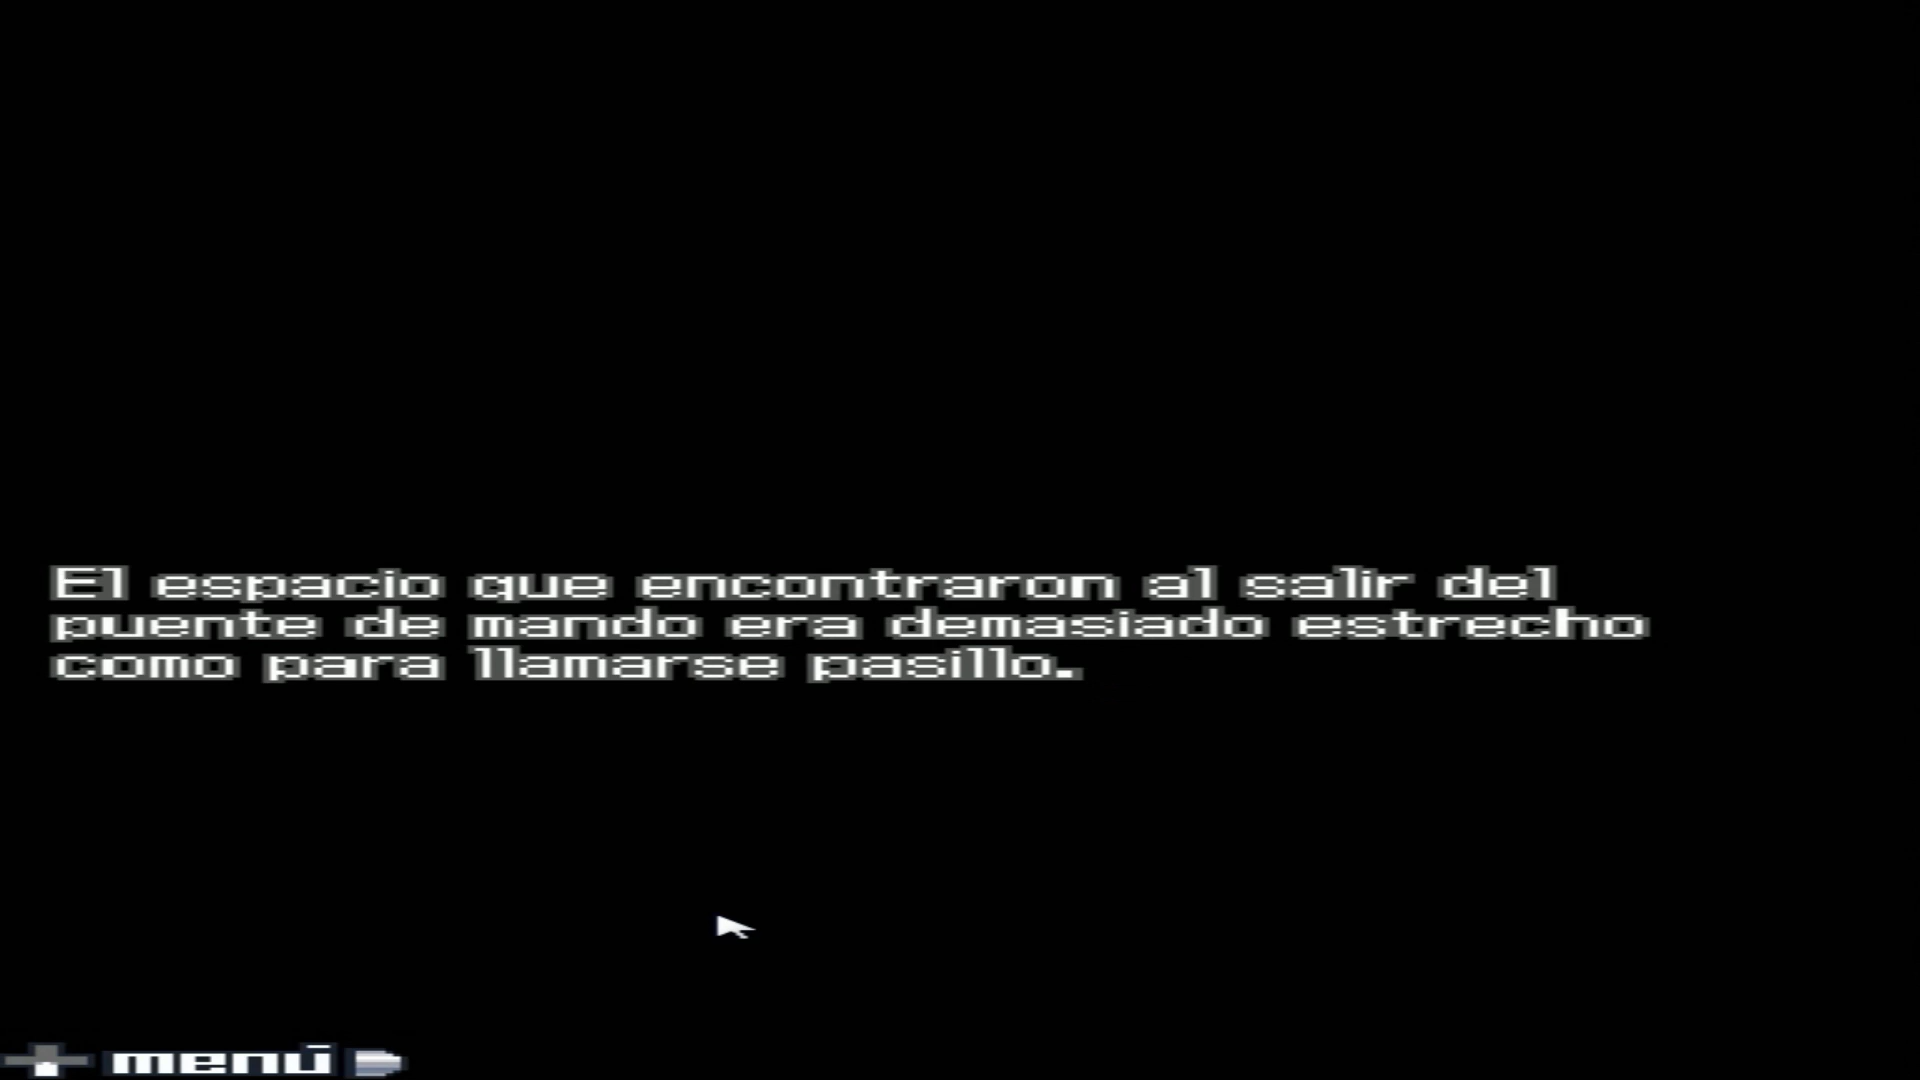 El espacio que encontraron al salir del
puente de mando era demasiado estrecho
como para llamarse pasillo.
menú